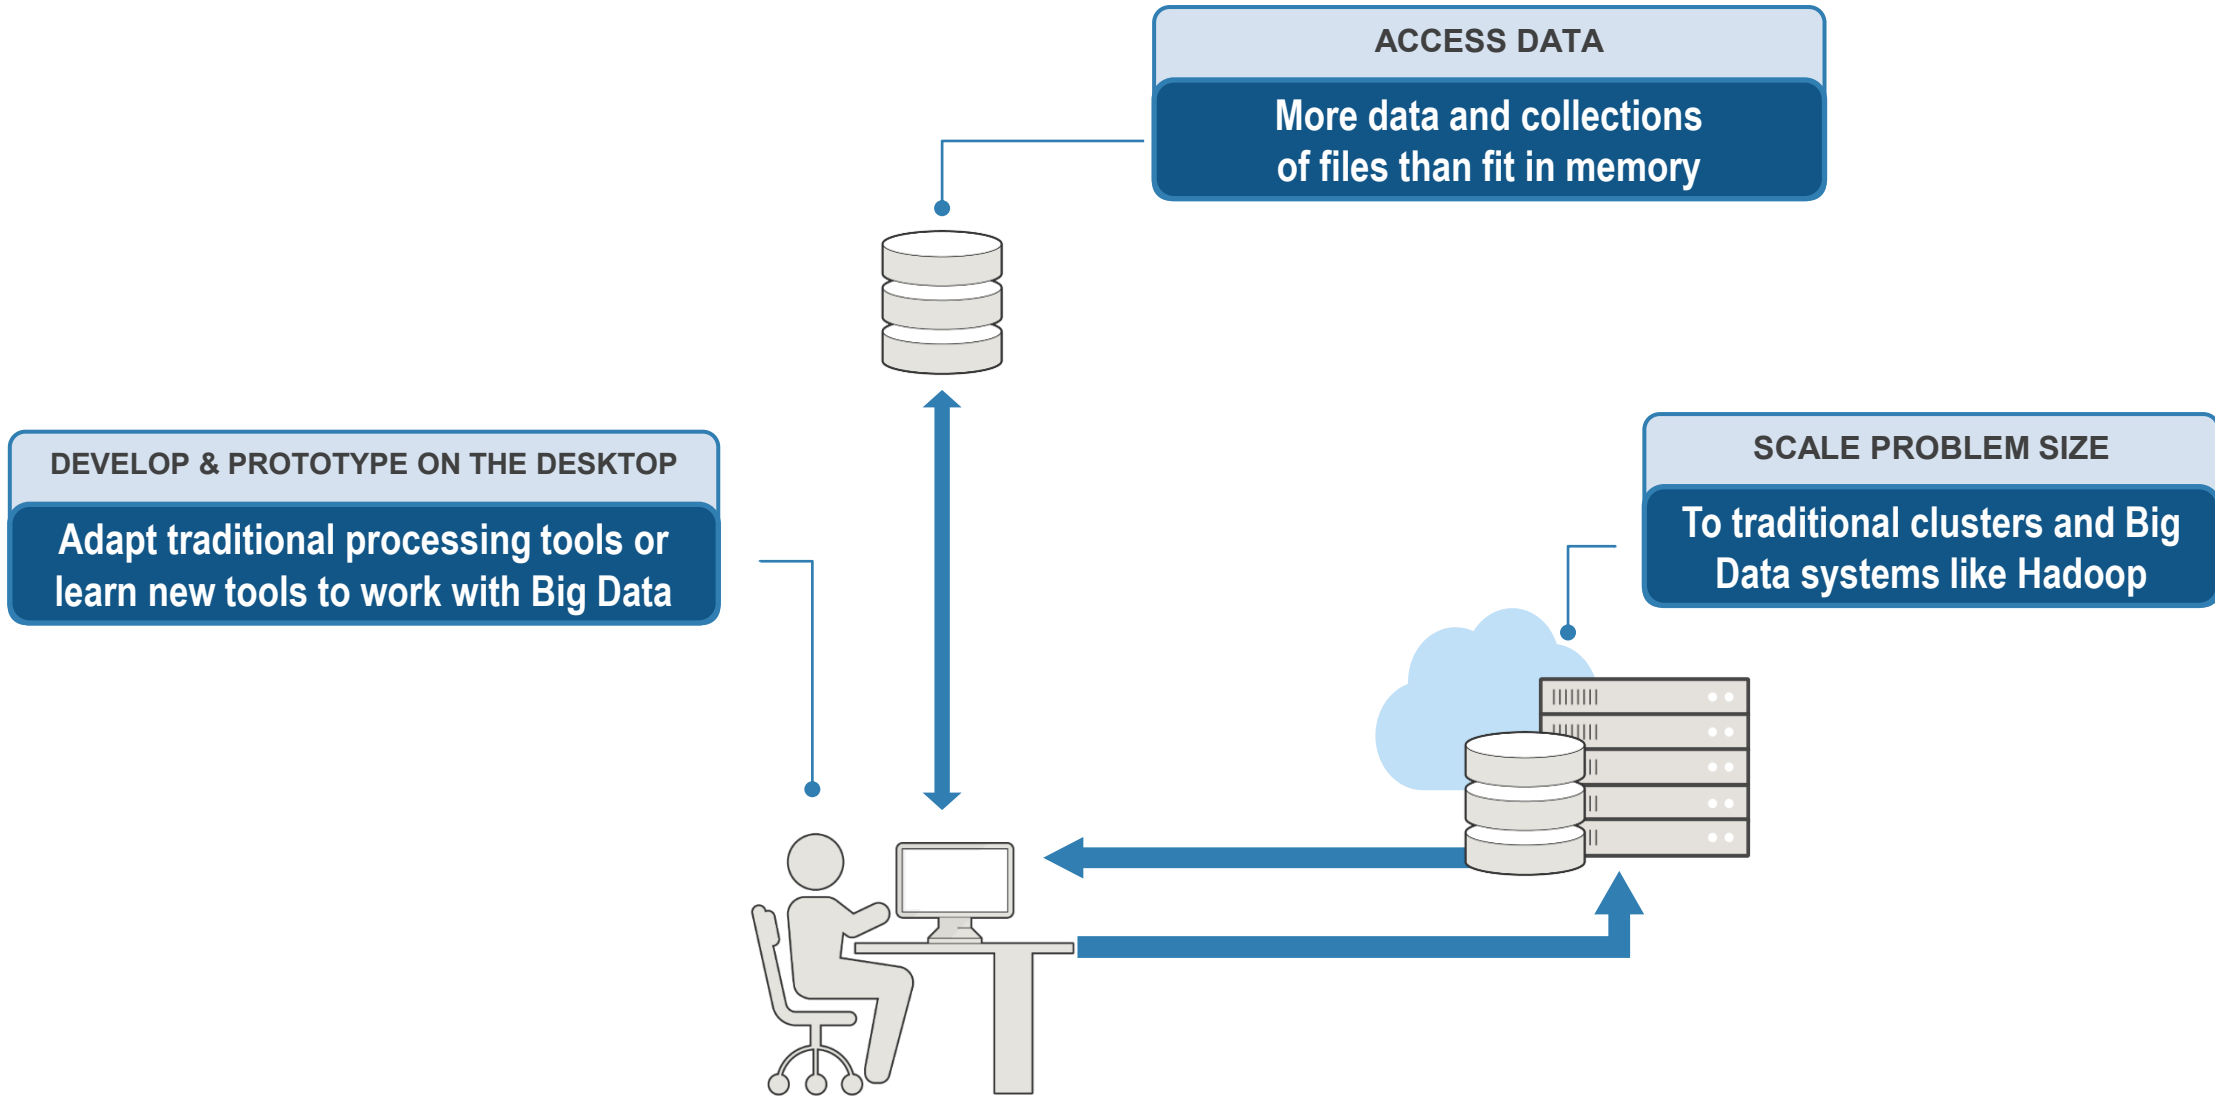 ACCESS DATA
More data and collections
of files than fit in memory
DEVELOP & PROTOTYPE ON THE DESKTOP
Adapt traditional processing tools or
learn new tools to work with Big Data
SCALE PROBLEM SIZE
To traditional clusters and Big
Data systems like Hadoop